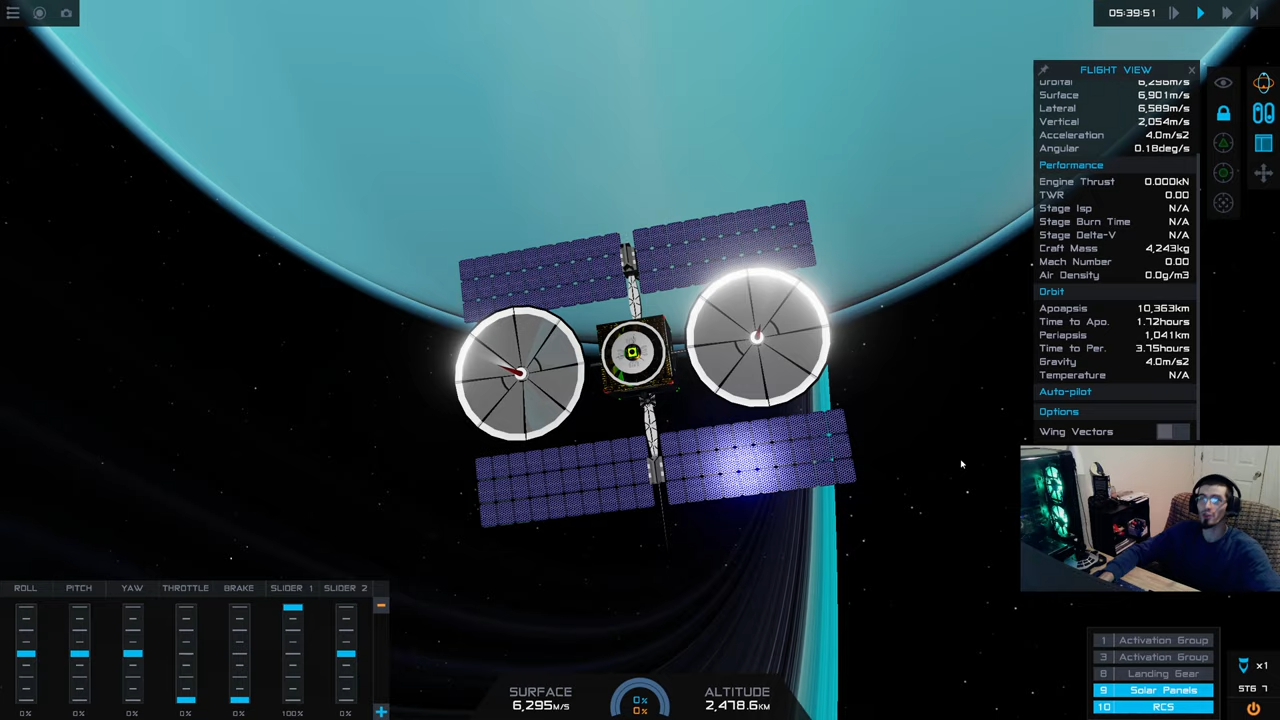 05:39:51
FLIGHT VIEW
Orbital 6,296m/s
Surface 6,901m/s
Lateral 6,589m/s
Vertical 2,054m/s
Acceleration 4.0m/s2
Angular 0.18deg/s
Performance
Engine Thrust 0.000kN
TWR 0.00
Stage Isp N/A
Stage Burn Time N/A
Stage Delta-V N/A
Craft Mass 4,243kg
Mach Number 0.00
Air Density 0.0g/m3
Orbit
Apoapsis 10,363km
Time to Apo. 1.72hours
Periapsis 1,041km
Time to Per. 3.75hours
Gravity 4.0m/s2
Temperature N/A
Auto-pilot
Options
Wing Vectors
ROLL PITCH YAW THROTTLE BRAKE SLIDER 1 SLIDER 2
0% 0% 0% 0% 0% 100% 0%
SURFACE
6,295M/S
0%
0%
ALTITUDE
2,478.6KM
1 Activation Group
3 Activation Group
8 Landing Gear
9 Solar Panels
10 RCS
x1
STG 7